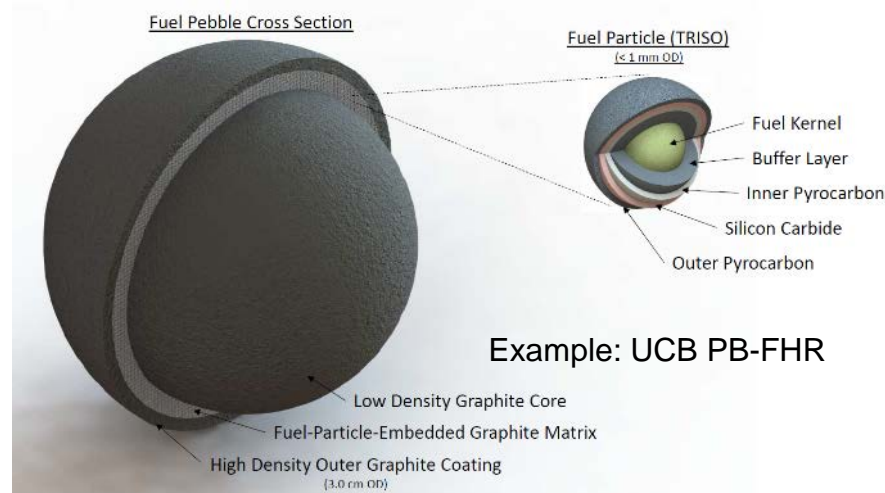 Fuel Pebble Cross Section
Fuel Particle (TRISO)
(< 1 mm OD)
Fuel Kernel
Buffer Layer
Inner Pyrocarbon
Silicon Carbide
Outer Pyrocarbon
Example: UCB PB-FHR
Low Density Graphite Core
Fuel-Particle-Embedded Graphite Matrix
High Density Outer Graphite Coating
(3.0 cm OD)